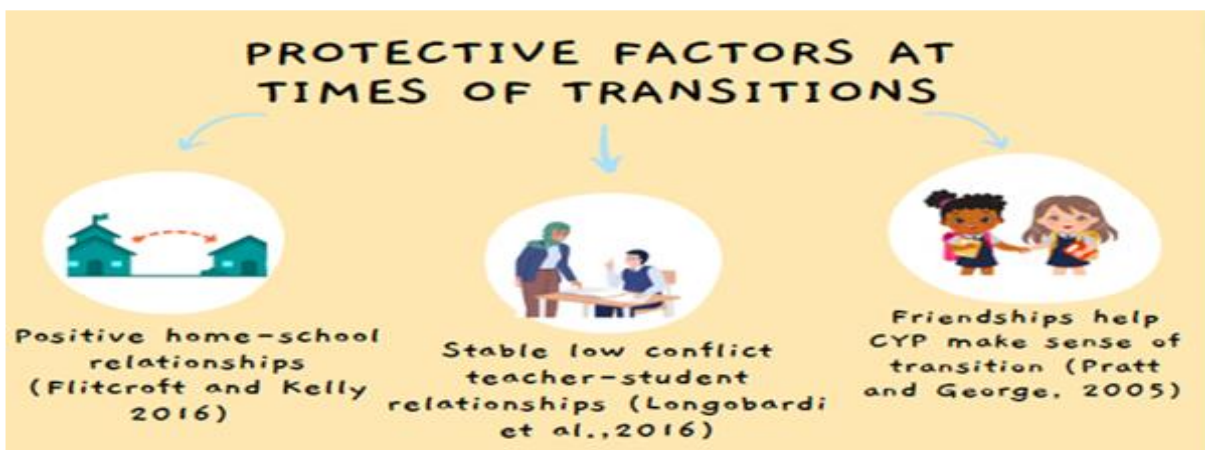 PROTECTIVE FACTORS AT
TIMES OF TRANSITIONS
Positive home-school
relationships
(Flitcroft and Kelly
2016)
Stable low conflict
teacher-student
relationships (Longobardi
et al.,2016)
Friendships help
CYP make sense of
transition (Pratt
and George, 2005)